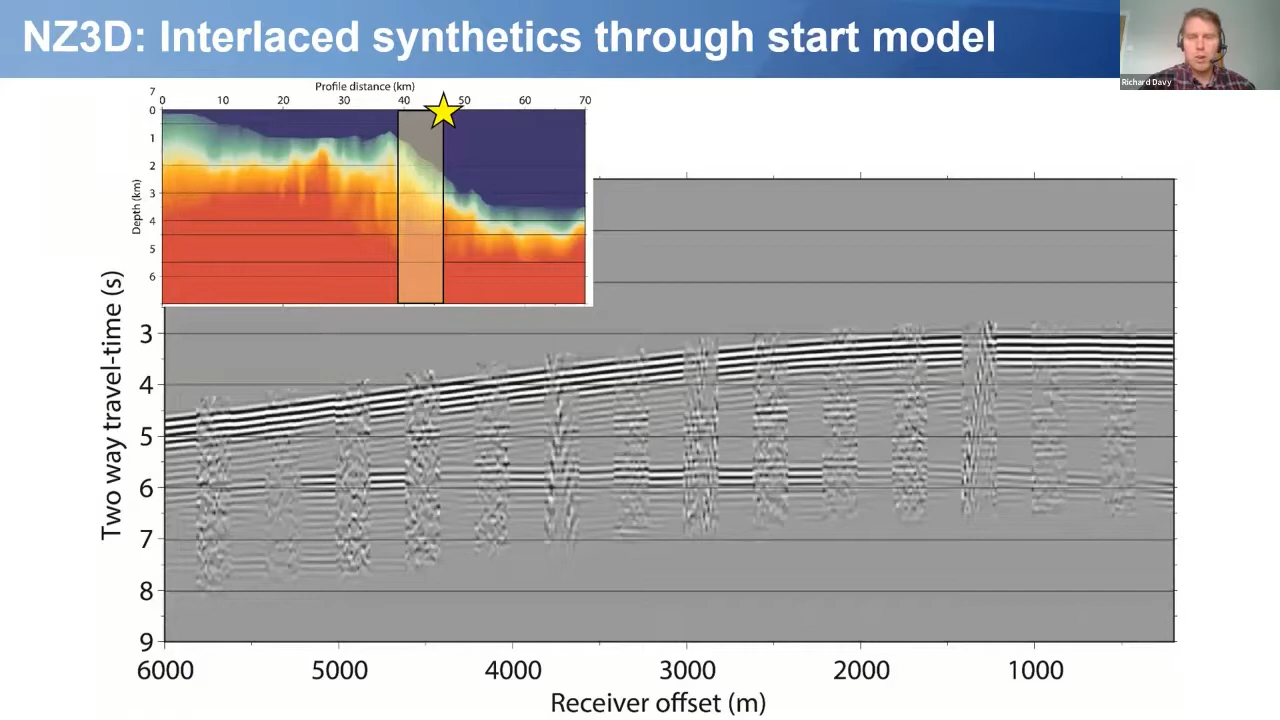 NZ3D: Interlaced synthetics through start model
Richard Davy
Profile distance (km)
0 10 20 30 40 50 60 70
7
0
1
2
3
4
5
6
Depth (km)
3
4
5
6
7
8
9
Two way travel-time (s)
6000 5000 4000 3000 2000 1000
Receiver offset (m)